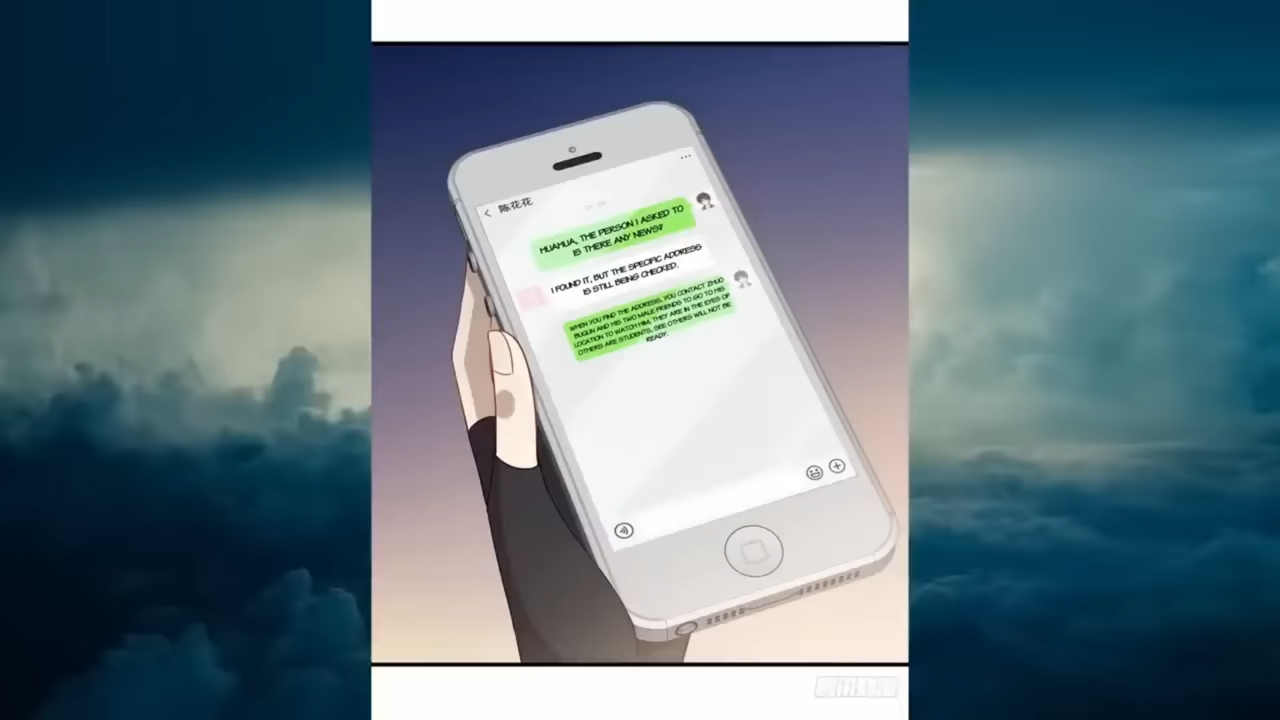 陈花花
HUAHUA, THE PERSON I ASKED TO
IS THERE ANY NEWS?
I FOUND IT, BUT THE SPECIFIC ADDRESS
IS STILL BEING CHECKED.
WHEN YOU FIND THE ADDRESS, YOU CONTACT ZHUO
BUQUN AND HIS TWO MALE FRIENDS TO GO TO HIS
LOCATION TO WATCH HIM. THEY ARE IN THE EYES OF
OTHERS ARE STUDENTS, SEE OTHERS WILL NOT BE
READY.